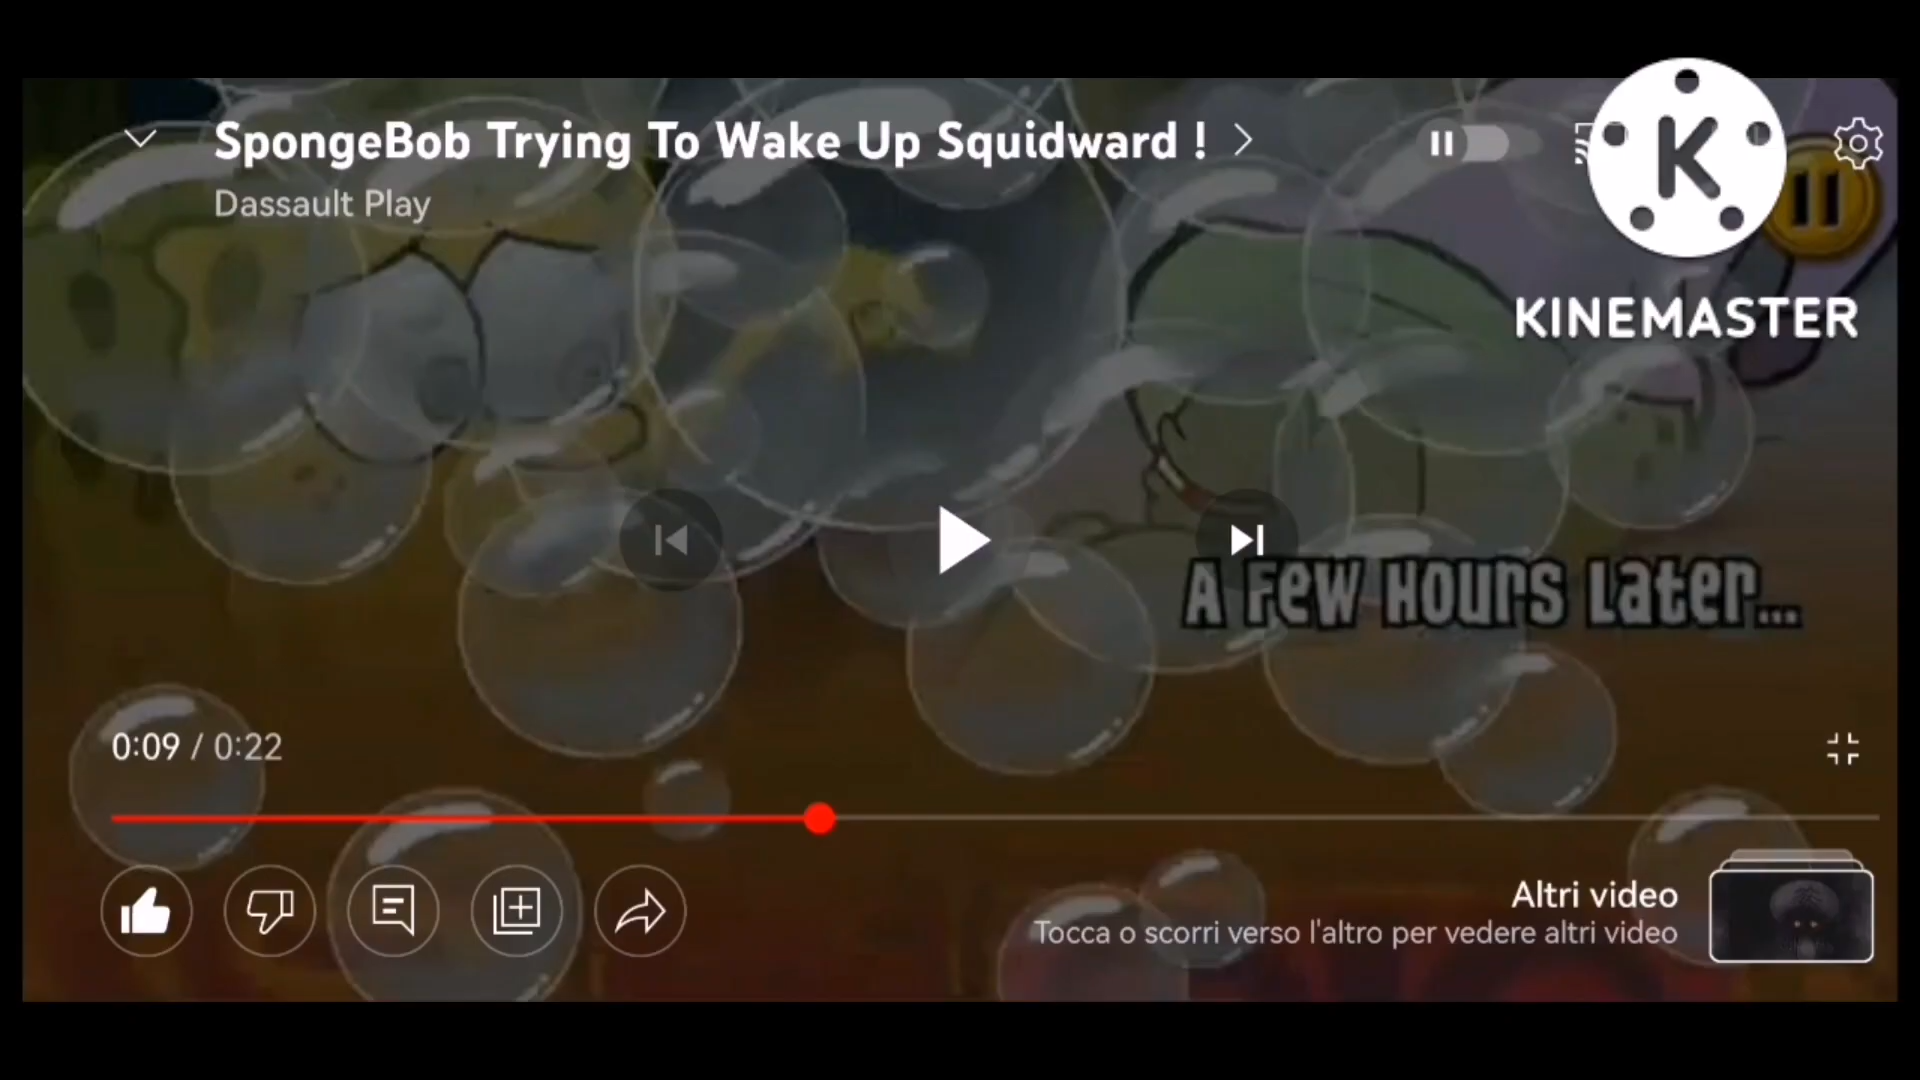 SpongeBob Trying To Wake Up Squidward !
Dassault Play
K
KINEMASTER
A Few Hours Later...
0:09 / 0:22
Altri video
Tocca o scorri verso l'altro per vedere altri video